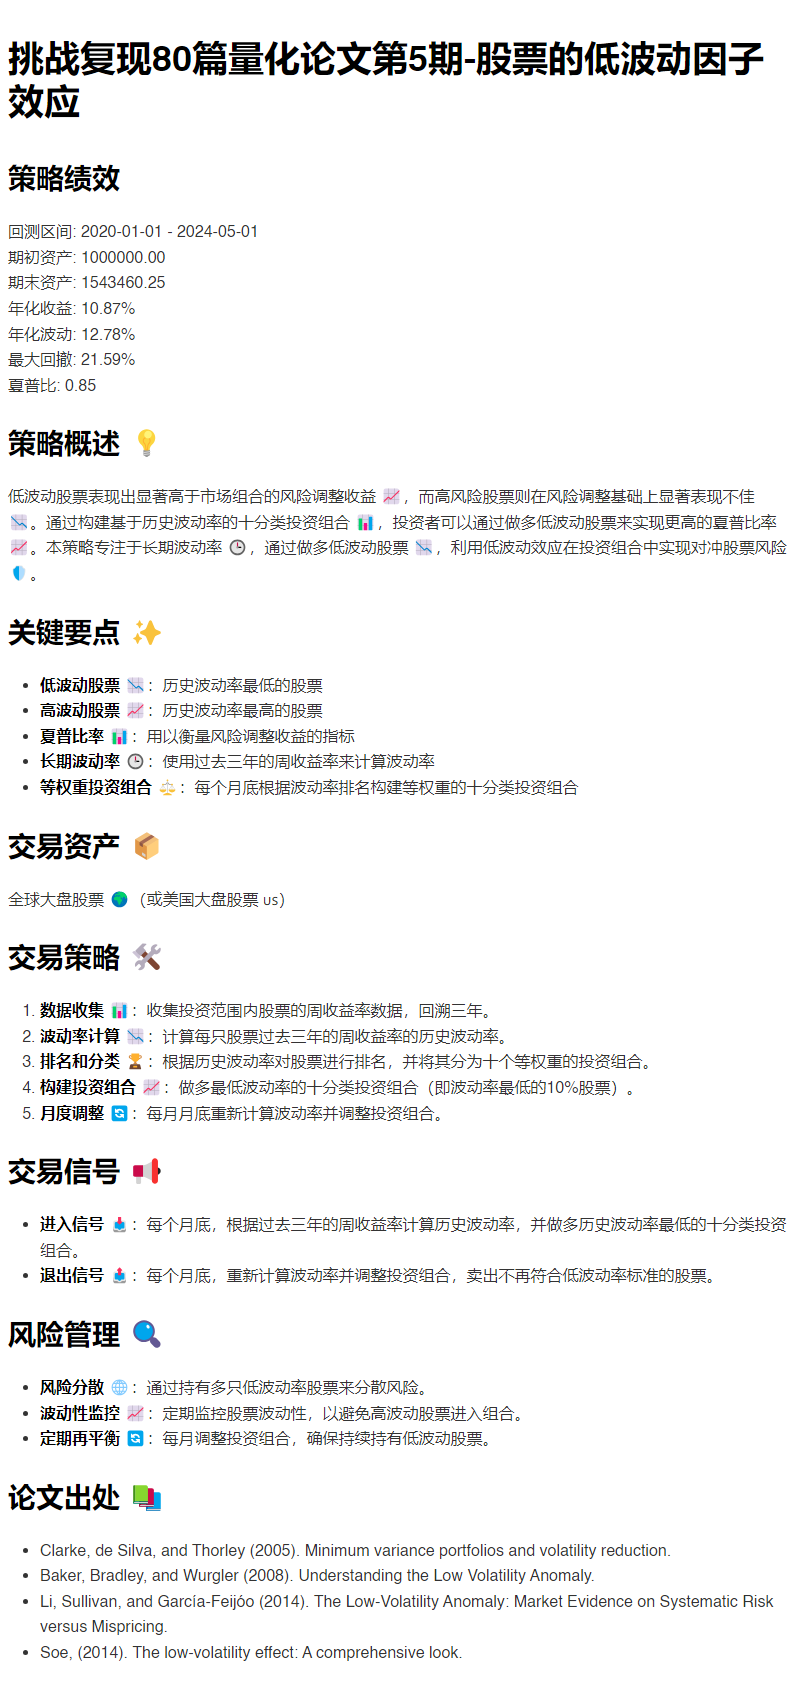 挑战复现80篇量化论文第5期-股票的低波动因子
效应
策略绩效
回测区间: 2020-01-01 - 2024-05-01
期初资产: 1000000.00
期末资产: 1543460.25
年化收益: 10.87%
年化波动: 12.78%
最大回撤: 21.59%
夏普比: 0.85
策略概述 💡
低波动股票表现出显著高于市场组合的风险调整收益 📈，而高风险股票则在风险调整基础上显著表现不佳
📉。通过构建基于历史波动率的十分类投资组合 📊，投资者可以通过做多低波动股票来实现更高的夏普比率
📈。本策略专注于长期波动率 🕒，通过做多低波动股票 📉，利用低波动效应在投资组合中实现对冲股票风险
🛡️。
关键要点 ✨
• 低波动股票 📉：历史波动率最低的股票
• 高波动股票 📈：历史波动率最高的股票
• 夏普比率 📊：用以衡量风险调整收益的指标
• 长期波动率 🕒：使用过去三年的周收益率来计算波动率
• 等权重投资组合 ⚖️：每个月底根据波动率排名构建等权重的十分类投资组合
交易资产 📦
全球大盘股票 🌍（或美国大盘股票 us）
交易策略 🛠️
1. 数据收集 📊：收集投资范围内股票的周收益率数据，回溯三年。
2. 波动率计算 📉：计算每只股票过去三年的周收益率的历史波动率。
3. 排名和分类 🏆：根据历史波动率对股票进行排名，并将其分为十个等权重的投资组合。
4. 构建投资组合 📈：做多最低波动率的十分类投资组合（即波动率最低的10%股票）。
5. 月度调整 🔄：每月月底重新计算波动率并调整投资组合。
交易信号 📢
• 进入信号 📥：每个月底，根据过去三年的周收益率计算历史波动率，并做多历史波动率最低的十分类投资
组合。
• 退出信号 📤：每个月底，重新计算波动率并调整投资组合，卖出不再符合低波动率标准的股票。
风险管理 🔍
• 风险分散 🌐：通过持有多只低波动率股票来分散风险。
• 波动性监控 📈：定期监控股票波动性，以避免高波动股票进入组合。
• 定期再平衡 🔄：每月调整投资组合，确保持续持有低波动股票。
论文出处 📚
• Clarke, de Silva, and Thorley (2005). Minimum variance portfolios and volatility reduction.
• Baker, Bradley, and Wurgler (2008). Understanding the Low Volatility Anomaly.
• Li, Sullivan, and García-Feijóo (2014). The Low-Volatility Anomaly: Market Evidence on Systematic Risk
versus Mispricing.
• Soe, (2014). The low-volatility effect: A comprehensive look.